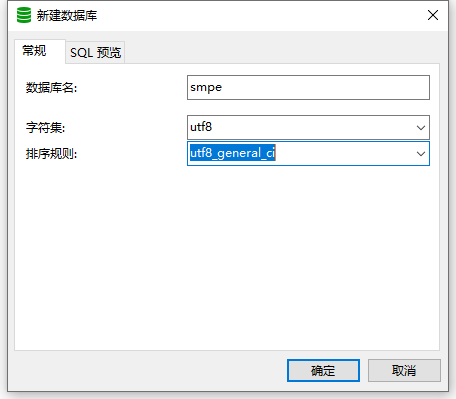 新建数据库
常规
SQL 预览
数据库名:
smpe
字符集:
utf8
排序规则:
utf8_general_ci
确定
取消